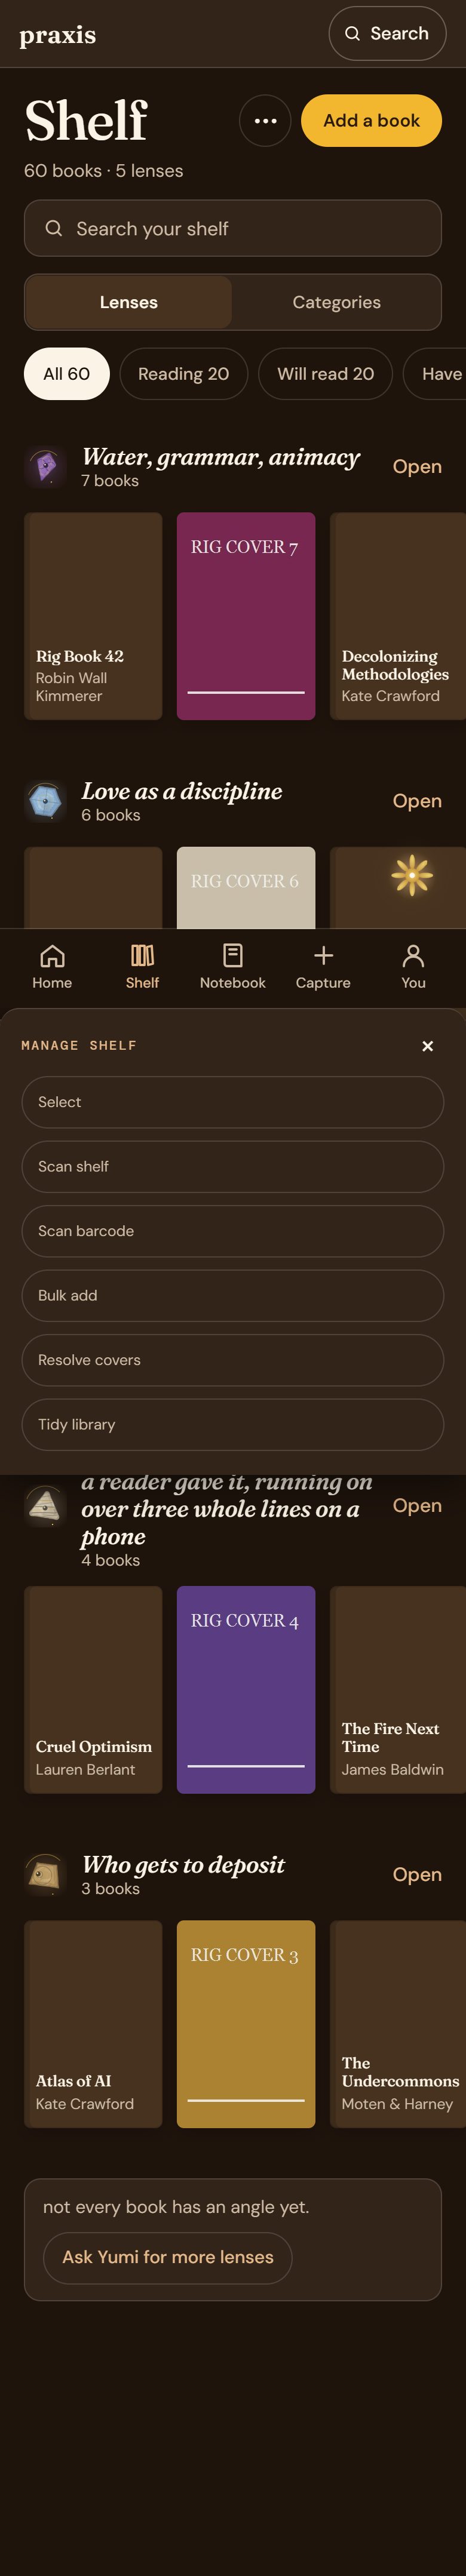 praxis
Search
Shelf
Add a book
60 books · 5 lenses
Search your shelf
Lenses
Categories
All 60
Reading 20
Will read 20
Have
Water, grammar, animacy
7 books
Open
Rig Book 42
Robin Wall
Kimmerer
RIG COVER 7
Decolonizing
Methodologies
Kate Crawford
Love as a discipline
6 books
Open
RIG COVER 6
Home
Shelf
Notebook
Capture
You
MANAGE SHELF
Select
Scan shelf
Scan barcode
Bulk add
Resolve covers
Tidy library
a reader gave it, running on
over three whole lines on a
phone
4 books
Open
Cruel Optimism
Lauren Berlant
RIG COVER 4
The Fire Next
Time
James Baldwin
Who gets to deposit
3 books
Open
Atlas of AI
Kate Crawford
RIG COVER 3
The
Undercommons
Moten & Harney
not every book has an angle yet.
Ask Yumi for more lenses